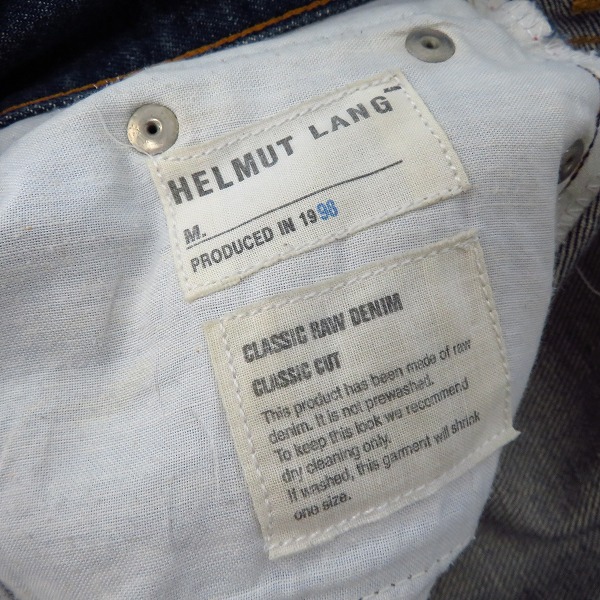 HELMUT LANG
M.
PRODUCED IN 1998
CLASSIC RAW DENIM
CLASSIC CUT
This product has been made of raw
denim. It is not prewashed.
To keep this look we recommend
dry cleaning only.
If washed, this garment will shrink
one size.